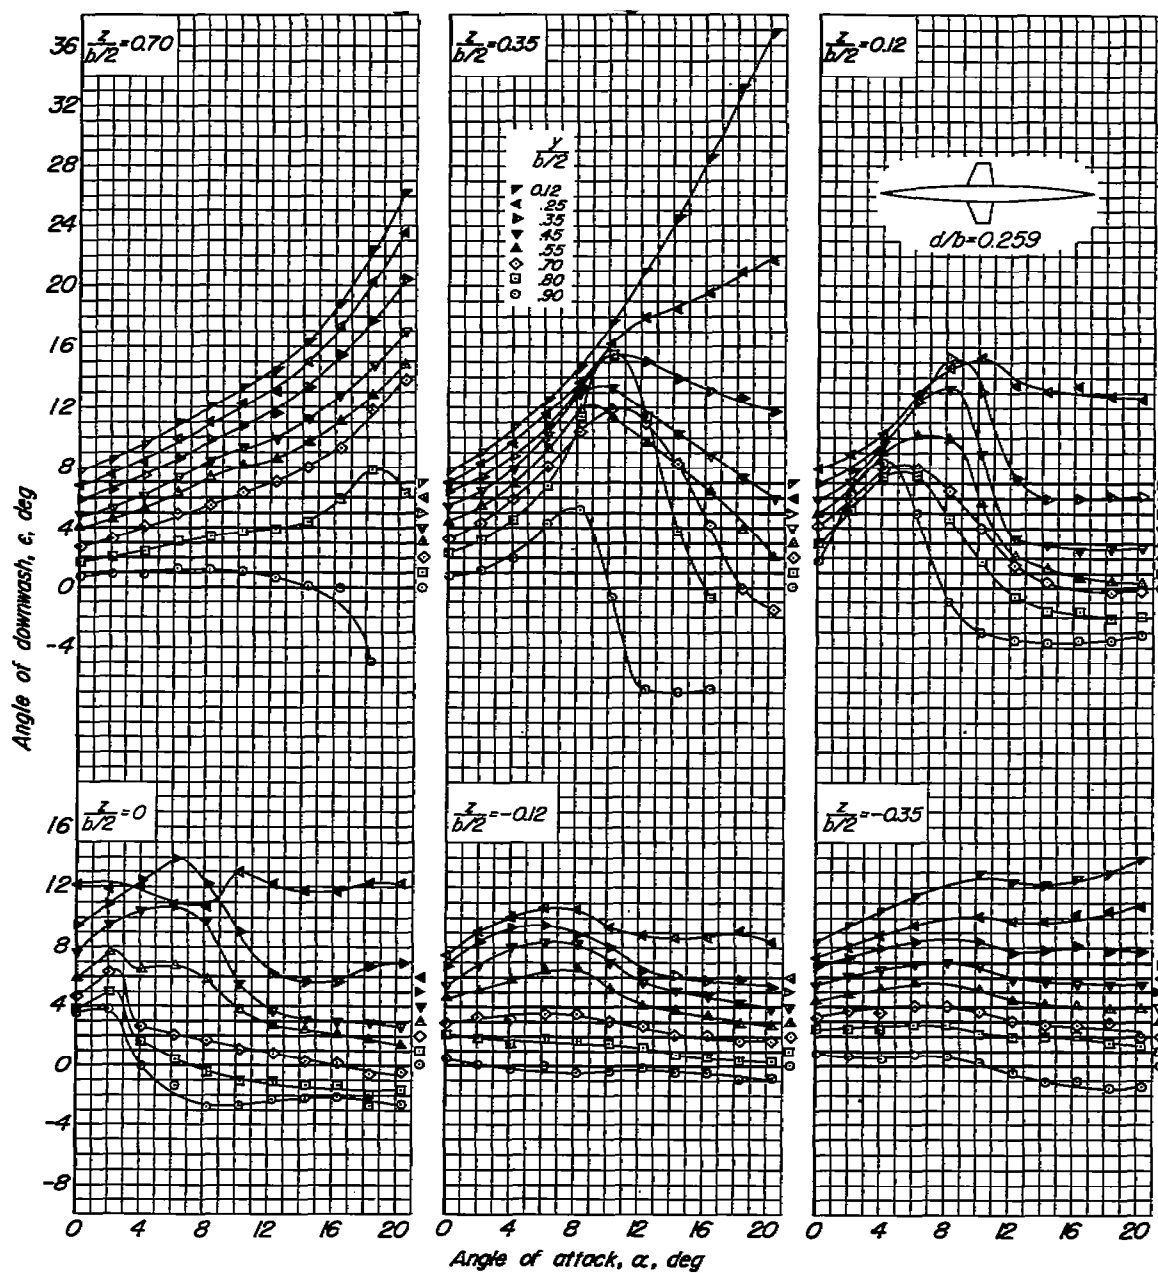 z/b/2=0.70
z/b/2=0.35
z/b/2=0.12
36
32
28
24
20
16
12
8
4
0
-4
y/b/2
0.12
.25
.35
.45
.55
.70
.80
.90
d/b=0.259
Angle of downwash, ϵ, deg
z/b/2=0
z/b/2=-0.12
z/b/2=-0.35
16
12
8
4
0
-4
-8
0 4 8 12 16 20
0 4 8 12 16 20
0 4 8 12 16 20
Angle of attack, α, deg